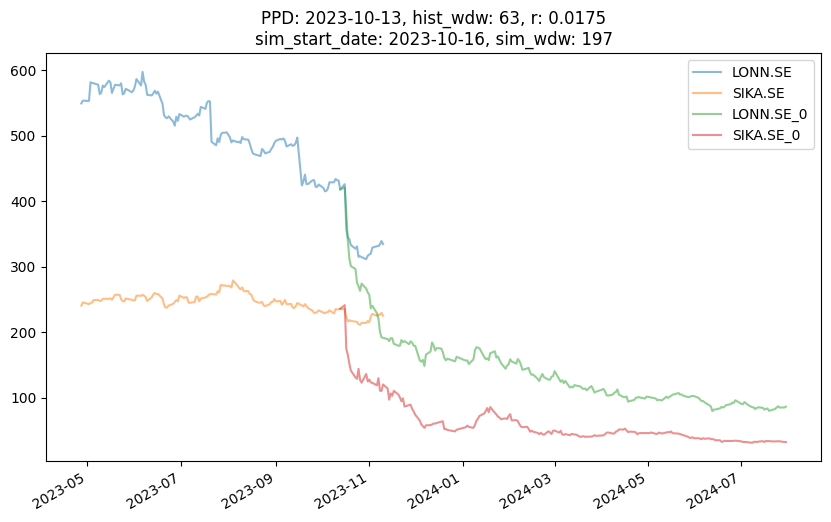 PPD: 2023-10-13, hist_wdw: 63, r: 0.0175
sim_start_date: 2023-10-16, sim_wdw: 197
LONN.SE
SIKA.SE
LONN.SE_0
SIKA.SE_0
600
500
400
300
200
100
2023-05
2023-07
2023-09
2023-11
2024-01
2024-03
2024-05
2024-07